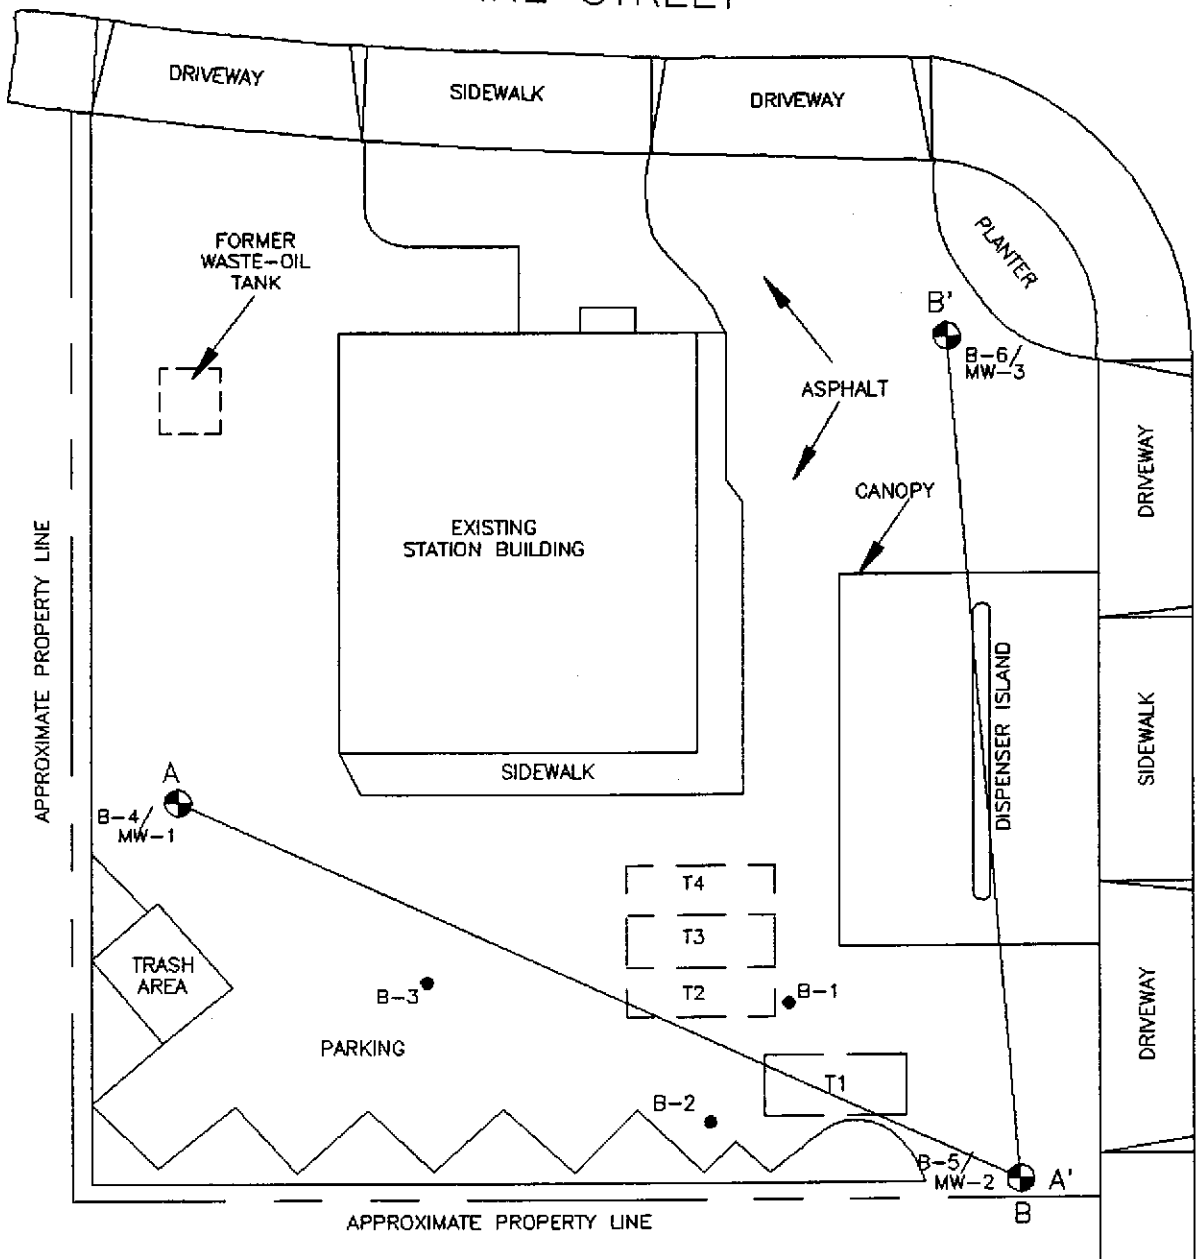 STREET
DRIVEWAY
SIDEWALK
DRIVEWAY
PLANTER
FORMER
WASTE-OIL
TANK
B'
B-6/
MW-3
ASPHALT
CANOPY
DRIVEWAY
EXISTING
STATION BUILDING
APPROXIMATE PROPERTY LINE
DISPENSER ISLAND
SIDEWALK
SIDEWALK
A
B-4/
MW-1
T4
T3
T2
B-1
TRASH
AREA
B-3
DRIVEWAY
PARKING
T1
B-2
B-5/
MW-2
A'
B
APPROXIMATE PROPERTY LINE